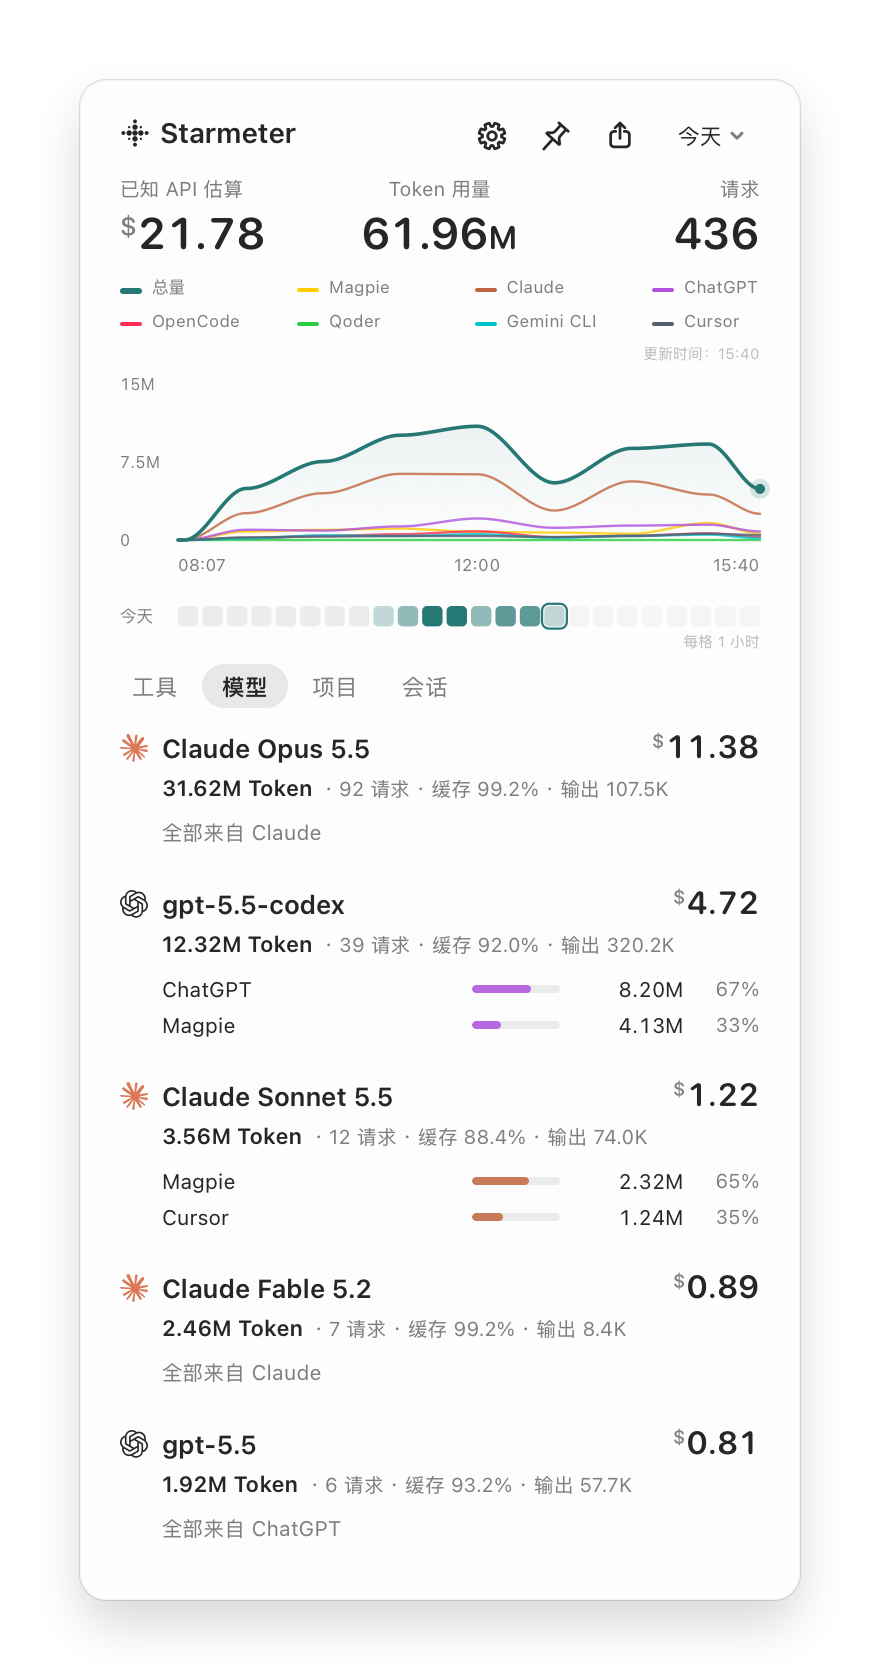 Starmeter 今天
已知 API 估算 Token 用量 请求
$21.78 61.96M 436
总量 Magpie Claude ChatGPT
OpenCode Qoder Gemini CLI Cursor
更新时间: 15:40
15M
7.5M
0
08:07 12:00 15:40
今天
每格 1 小时
工具 模型 项目 会话
Claude Opus 5.5 $11.38
31.62M Token · 92 请求 · 缓存 99.2% · 输出 107.5K
全部来自 Claude
gpt-5.5-codex $4.72
12.32M Token · 39 请求 · 缓存 92.0% · 输出 320.2K
ChatGPT 8.20M 67%
Magpie 4.13M 33%
Claude Sonnet 5.5 $1.22
3.56M Token · 12 请求 · 缓存 88.4% · 输出 74.0K
Magpie 2.32M 65%
Cursor 1.24M 35%
Claude Fable 5.2 $0.89
2.46M Token · 7 请求 · 缓存 99.2% · 输出 8.4K
全部来自 Claude
gpt-5.5 $0.81
1.92M Token · 6 请求 · 缓存 93.2% · 输出 57.7K
全部来自 ChatGPT